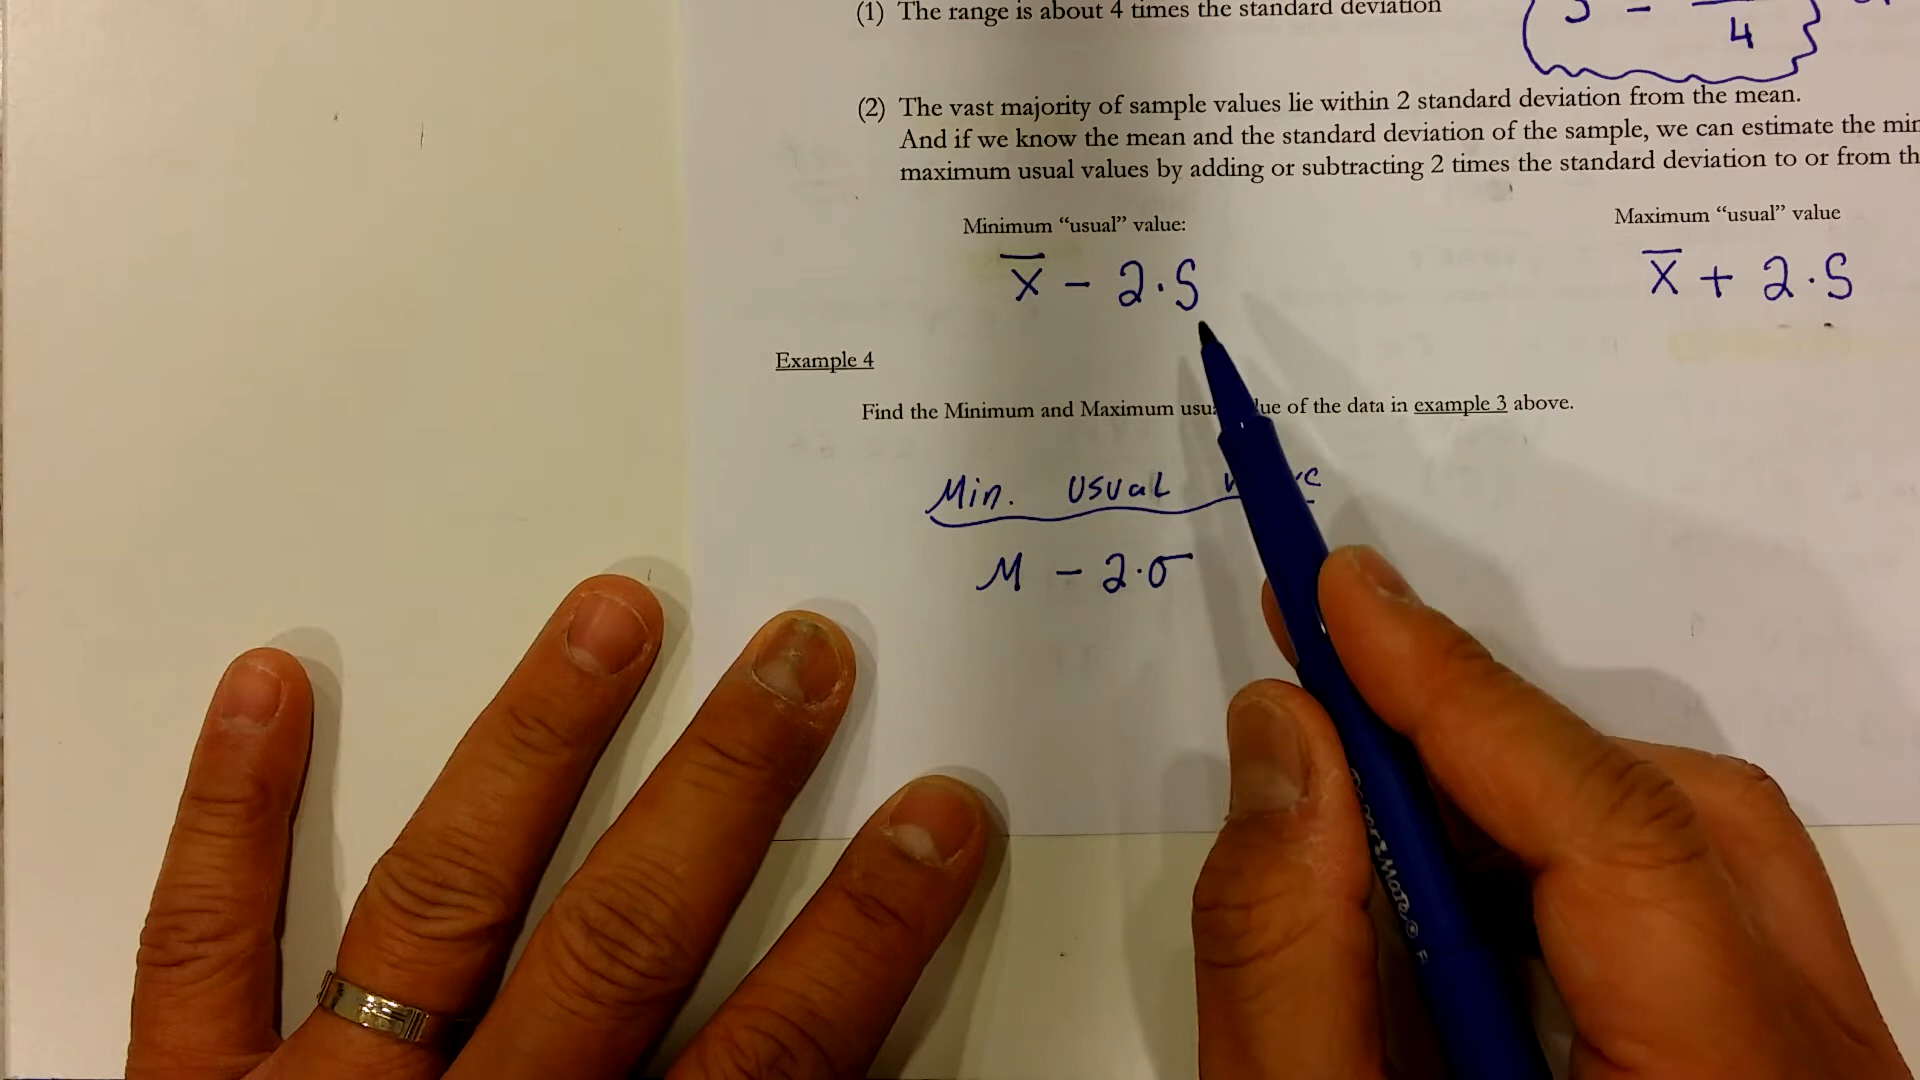 (1) The range is about 4 times the standard deviation
4
(2) The vast majority of sample values lie within 2 standard deviation from the mean.
And if we know the mean and the standard deviation of the sample, we can estimate the
maximum usual values by adding or subtracting 2 times the standard deviation to or from
Minimum “usual” value:
Maximum “usual” value
x̅ - 2·S
x̅ + 2·S
Example 4
Find the Minimum and Maximum of the data in example 3 above.
Min. Usual
M - 2·σ
PaperMate®